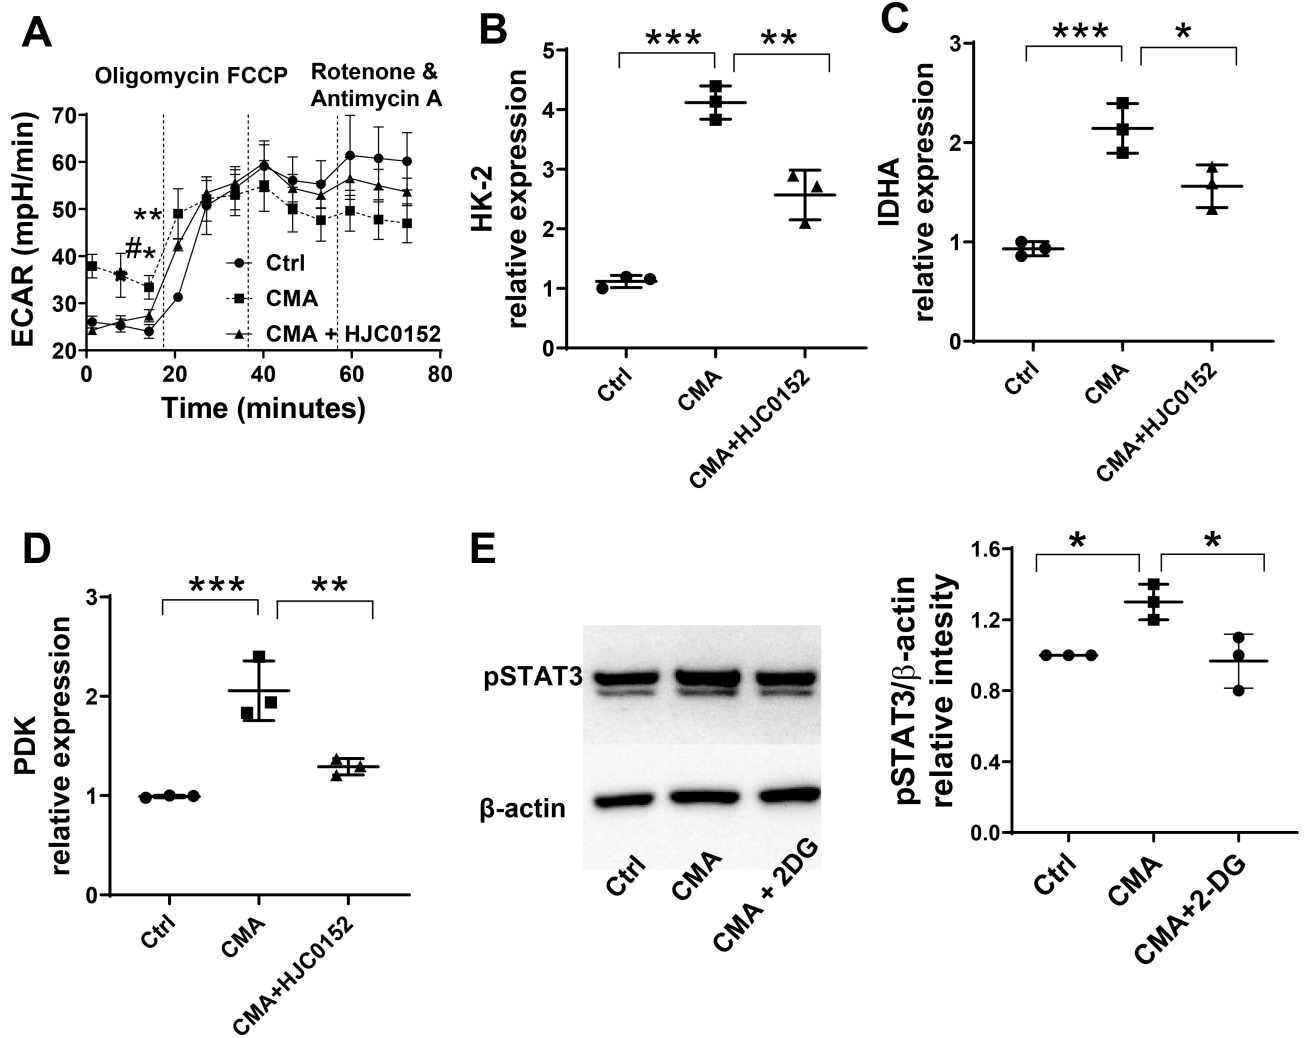 A
Oligomycin FCCP
Rotenone &
Antimycin A
ECAR (mpH/min)
70
60
50
40
30
20
**
#*
*
Ctrl
CMA
CMA + HJC0152
0
20
40
60
80
Time (minutes)
B
***
**
HK-2
relative expression
5
4
3
2
1
0
Ctrl
CMA
CMA+HJC0152
C
***
*
IDHA
relative expression
3
2
1
0
Ctrl
CMA
CMA+HJC0152
D
***
**
PDK
relative expression
3
2
1
0
Ctrl
CMA
CMA+HJC0152
E
pSTAT3
β-actin
Ctrl
CMA
CMA + 2DG
*
*
pSTAT3/β-actin
relative intesity
1.6
1.2
0.8
0.4
0.0
Ctrl
CMA
CMA+2-DG